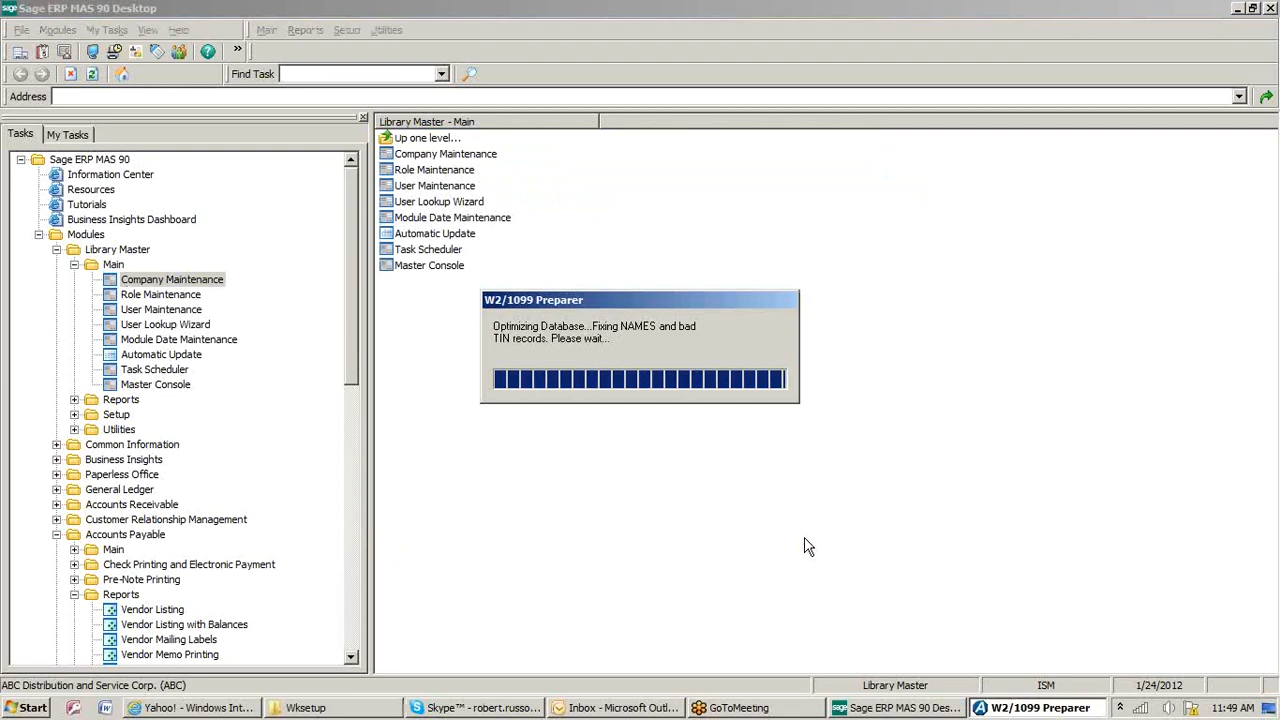 Sage ERP MAS 90 Desktop
File Modules My Tasks View Help Main Reports Setup Utilities
»
Find Task
Address
Tasks My Tasks
Sage ERP MAS 90
Information Center
Resources
Tutorials
Business Insights Dashboard
Modules
Library Master
Main
Company Maintenance
Role Maintenance
User Maintenance
User Lookup Wizard
Module Date Maintenance
Automatic Update
Task Scheduler
Master Console
Reports
Setup
Utilities
Common Information
Business Insights
Paperless Office
General Ledger
Accounts Receivable
Customer Relationship Management
Accounts Payable
Main
Check Printing and Electronic Payment
Pre-Note Printing
Reports
Vendor Listing
Vendor Listing with Balances
Vendor Mailing Labels
Vendor Memo Printing
Library Master - Main
Up one level...
Company Maintenance
Role Maintenance
User Maintenance
User Lookup Wizard
Module Date Maintenance
Automatic Update
Task Scheduler
Master Console
W2/1099 Preparer
Optimizing Database...Fixing NAMES and bad
TIN records. Please wait...
ABC Distribution and Service Corp. (ABC) Library Master ISM 1/24/2012
Start Yahoo! - Windows Int... Wksetup Skype™ - robert.russo... Inbox - Microsoft Outl... GoToMeeting Sage ERP MAS 90 Des... W2/1099 Preparer 11:49 AM